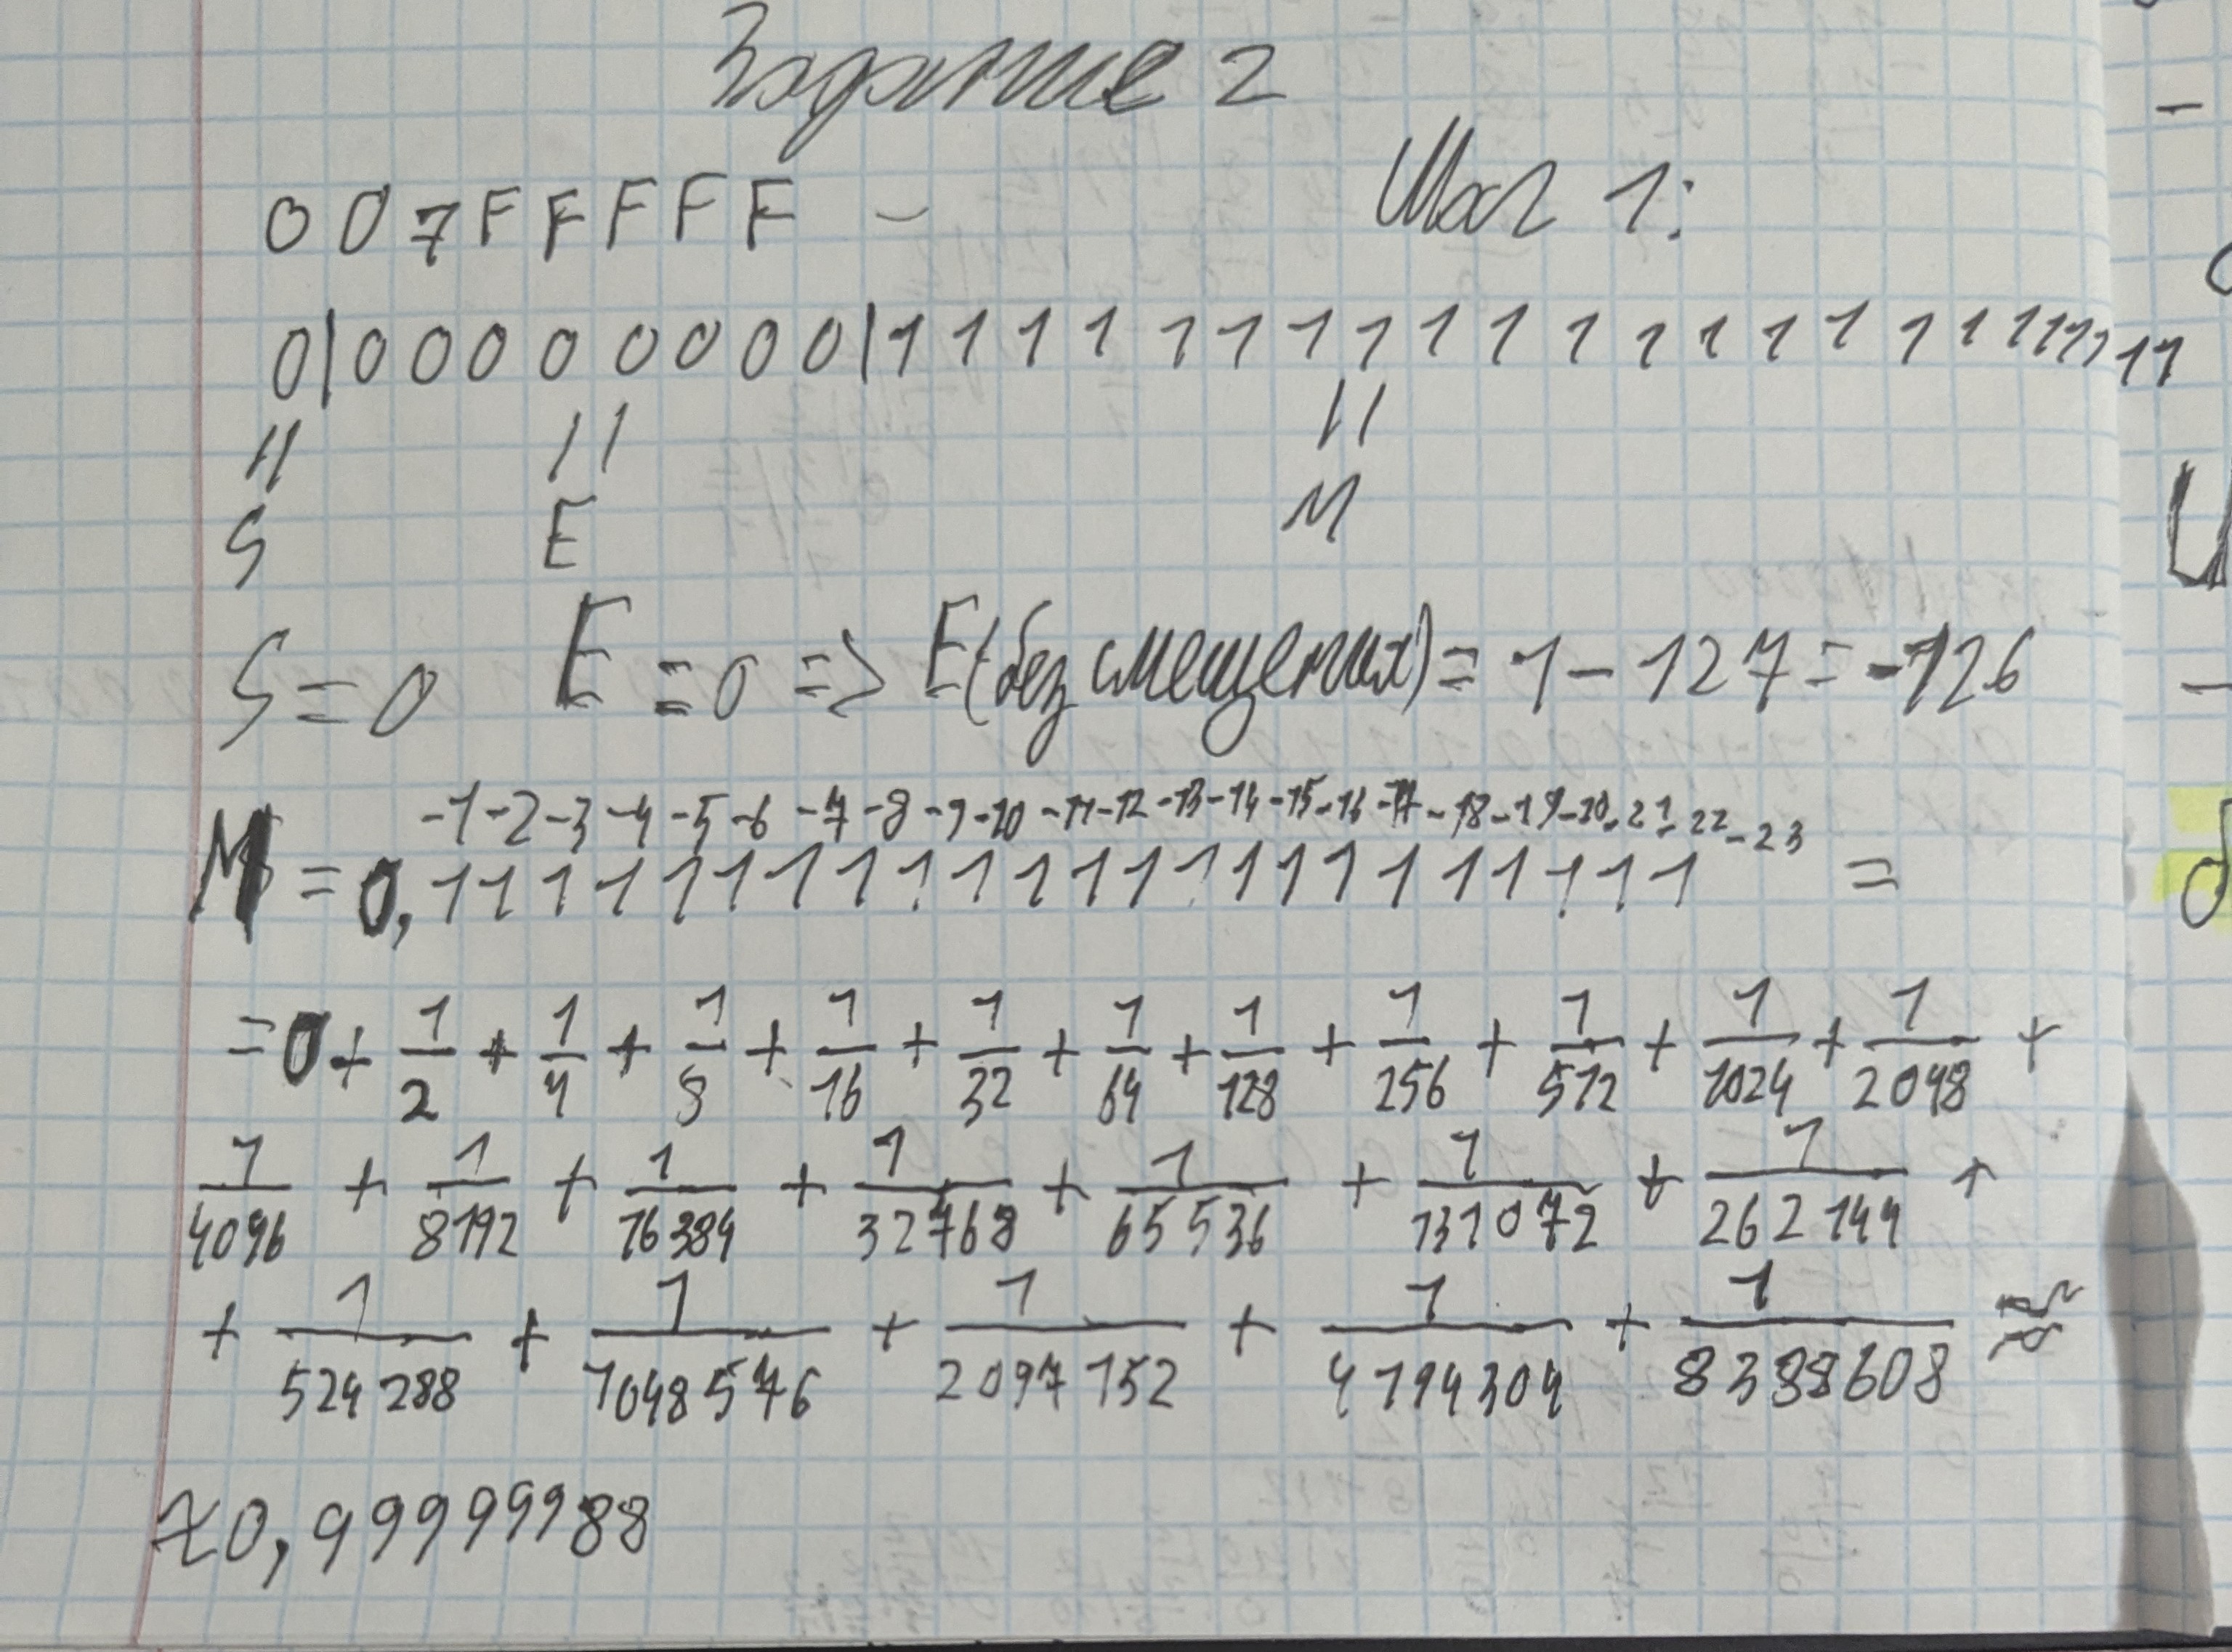 Задание 2
007FFFFF –
Шаг 1:
0|00000000|11111111111111111111111
S
E
M
S=0 E=0 => E(без смещения)=1-127=-126
-1-2-3-4-5-6-7-8-9-10-11-12-13-14-15-16-17-18-19-20-21-22-23
M=0,1111111111111111111111 =
=0+1/2+1/4+1/8+1/16+1/32+1/64+1/128+1/256+1/512+1/1024+1/2048+
1/4096+1/8192+1/16384+1/32768+1/65536+1/131072+1/262144+
+1/524288+1/1048576+1/2097152+1/4194304+1/8388608≈
≈0,999999988